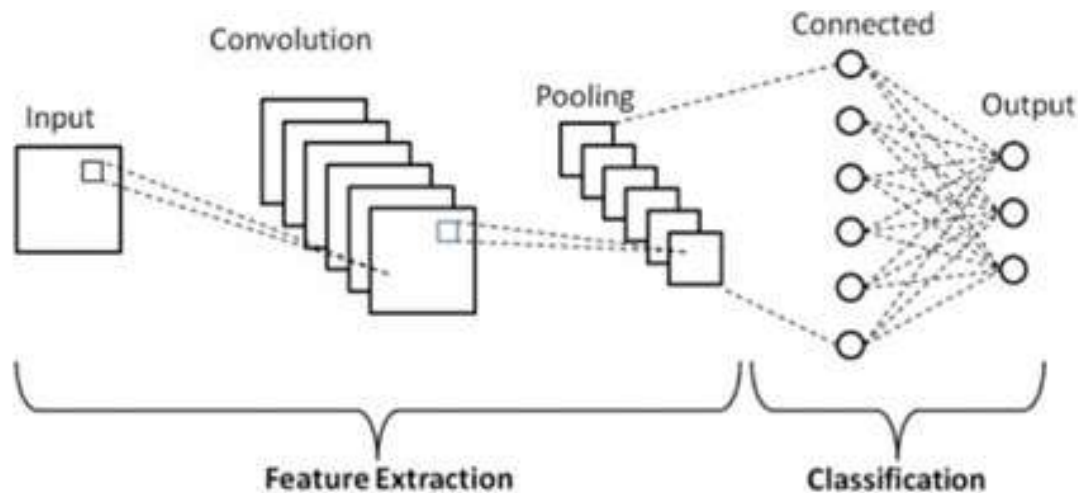 Input
Convolution
Pooling
Connected
Output
Feature Extraction
Classification